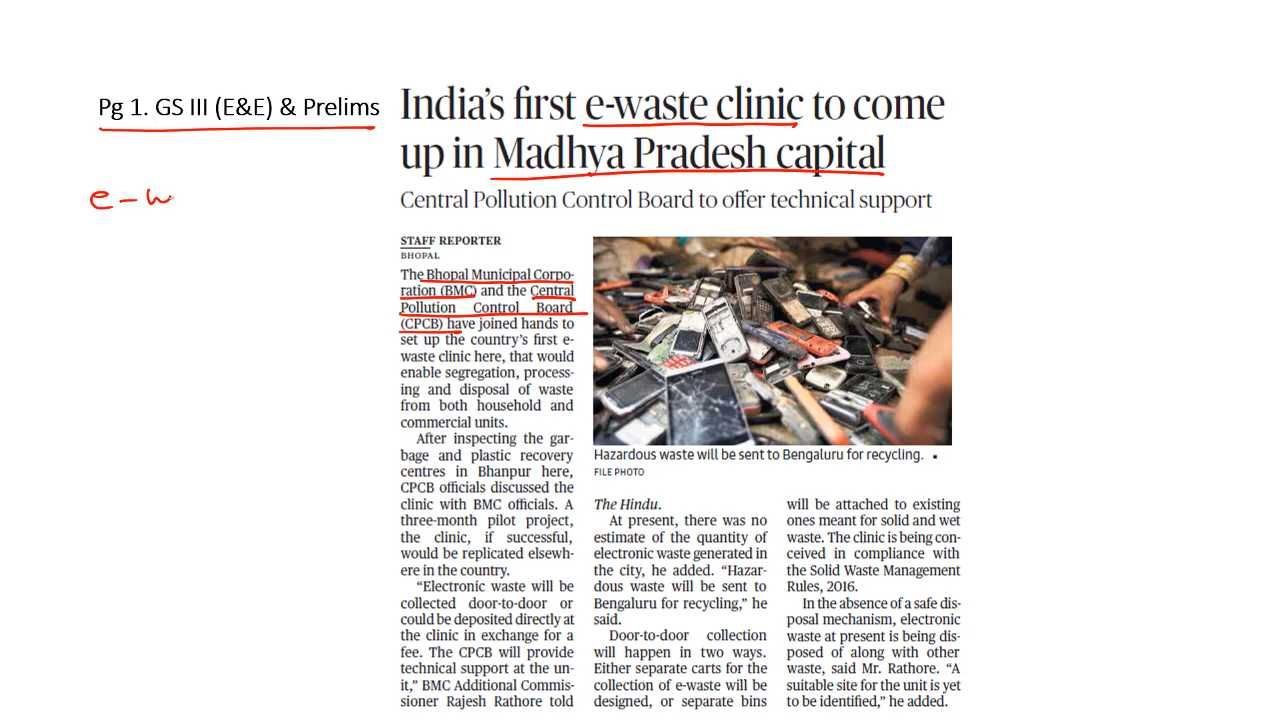 Pg 1. GS III (E&E) & Prelims
e-w
India's first e-waste clinic to come
up in Madhya Pradesh capital
Central Pollution Control Board to offer technical support
STAFF REPORTER
BHOPAL
The Bhopal Municipal Corpo-
ration (BMC) and the Central
Pollution Control Board
(CPCB) have joined hands to
set up the country's first e-
waste clinic here, that would
enable segregation, process-
ing and disposal of waste
from both household and
commercial units.
After inspecting the gar-
bage and plastic recovery
centres in Bhanpur here,
CPCB officials discussed the
clinic with BMC officials. A
three-month pilot project,
the clinic, if successful,
would be replicated elsewh-
ere in the country.
"Electronic waste will be
collected door-to-door or
could be deposited directly at
the clinic in exchange for a
fee. The CPCB will provide
technical support at the un-
it," BMC Additional Commis-
sioner Rajesh Rathore told
Hazardous waste will be sent to Bengaluru for recycling.
FILE PHOTO
The Hindu.
At present, there was no
estimate of the quantity of
electronic waste generated in
the city, he added. "Hazar-
dous waste will be sent to
Bengaluru for recycling," he
said.
Door-to-door collection
will happen in two ways.
Either separate carts for the
collection of e-waste will be
designed, or separate bins
will be attached to existing
ones meant for solid and wet
waste. The clinic is being con-
ceived in compliance with
the Solid Waste Management
Rules, 2016.
In the absence of a safe dis-
posal mechanism, electronic
waste at present is being dis-
posed of along with other
waste, said Mr. Rathore. "A
suitable site for the unit is yet
to be identified," he added.